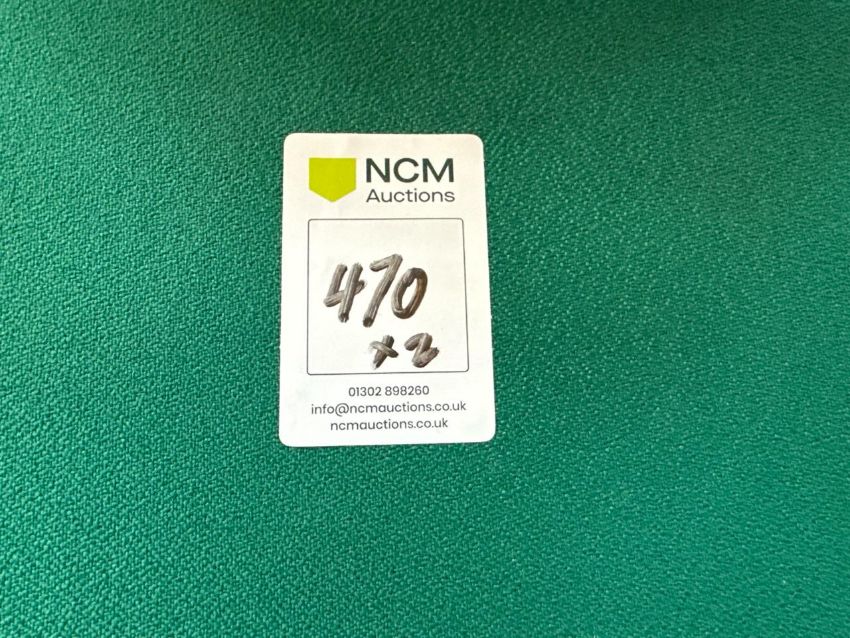 NCM
Auctions
470
x2
01302 898260
info@ncmauctions.co.uk
ncmauctions.co.uk